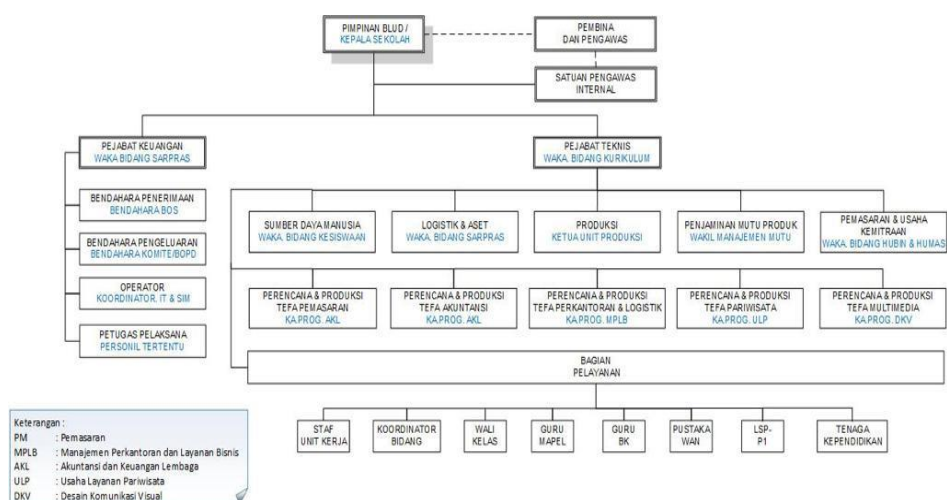 PIMPINAN BLUD /
KEPALA SEKOLAH
PEMBINA
DAN PENGAWAS
SATUAN PENGAWAS
INTERNAL
PEJABAT KEUANGAN
WAKA BIDANG SARPRAS
PEJABAT TEKNIS
WAKA. BIDANG KURIKULUM
BENDAHARA PENERIMAAN
BENDAHARA BOS
BENDAHARA PENGELUARAN
BENDAHARA KOMITE/BOPD
OPERATOR
KOORDINATOR. IT & SIM
PETUGAS PELAKSANA
PERSONIL TERTENTU
SUMBER DAYA MANUSIA
WAKA. BIDANG KESISWAAN
LOGISTIK & ASET
WAKA. BIDANG SARPRAS
PRODUKSI
KETUA UNIT PRODUKSI
PENJAMINAN MUTU PRODUK
WAKIL MANAJEMEN MUTU
PEMASARAN & USAHA
KEMITRAAN
WAKA. BIDANG HUBIN & HUMAS
PERENCANA & PRODUKSI
TEFA PEMASARAN
KA.PROG. AKL
PERENCANA & PRODUKSI
TEFA AKUNTANSI
KA.PROG. AKL
PERENCANA & PRODUKSI
TEFA PERKANTORAN & LOGISTIK
KA.PROG. MPLB
PERENCANA & PRODUKSI
TEFA PARIWISATA
KA.PROG. ULP
PERENCANA & PRODUKSI
TEFA MULTIMEDIA
KA.PROG. DKV
BAGIAN
PELAYANAN
STAF
UNIT KERJA
KOORDINATOR
BIDANG
WALI
KELAS
GURU
MAPEL
GURU
BK
PUSTAKA
WAN
LSP-
P1
TENAGA
KEPENDIDIKAN
Keterangan :
PM : Pemasaran
MPLB : Manajemen Perkantoran dan Layanan Bisnis
AKL : Akuntansi dan Keuangan Lembaga
ULP : Usaha Layanan Pariwisata
DKV : Desain Komunikasi Visual